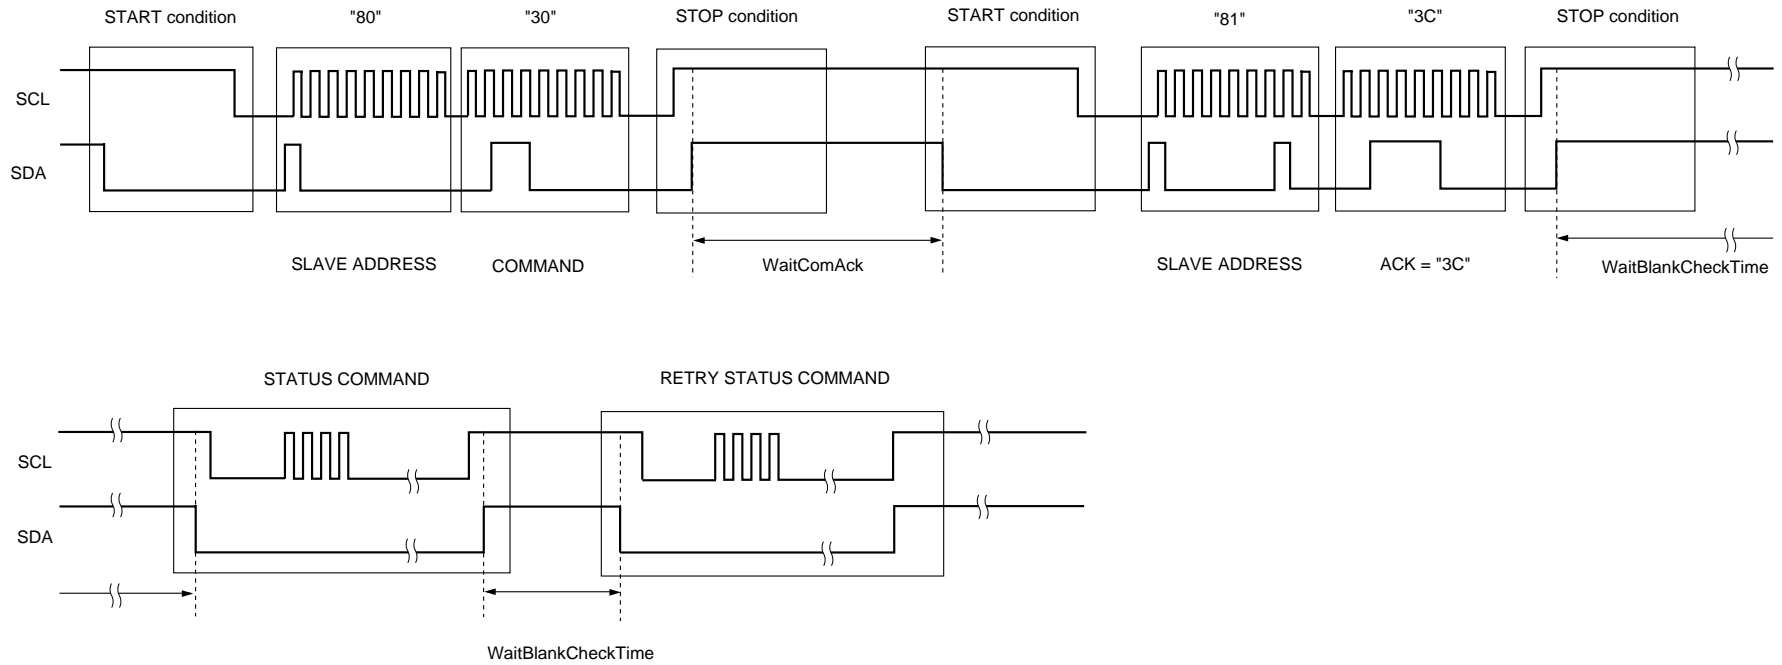 START condition "80" "30" STOP condition START condition "81" "3C" STOP condition
SCL
SDA
SLAVE ADDRESS COMMAND WaitComAck SLAVE ADDRESS ACK = "3C" WaitBlankCheckTime
STATUS COMMAND RETRY STATUS COMMAND
SCL
SDA
WaitBlankCheckTime